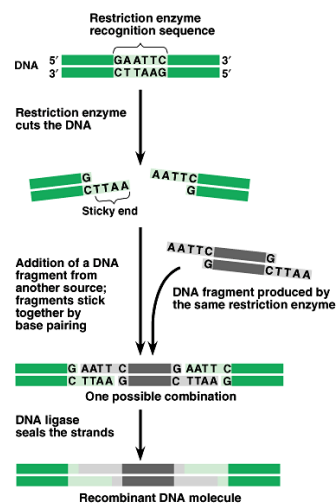 Restriction enzyme
recognition sequence
DNA 5′ GAATTC 3′
3′ CTTAAG 5′
Restriction enzyme
cuts the DNA
G AATTC
CTTAA G
Sticky end
Addition of a DNA
fragment from
another source;
fragments stick
together by
base pairing
AATTC G
G CTTAA
DNA fragment produced by
the same restriction enzyme
G AATT C G AATT C
C TTAA G C TTAA G
One possible combination
DNA ligase
seals the strands
Recombinant DNA molecule